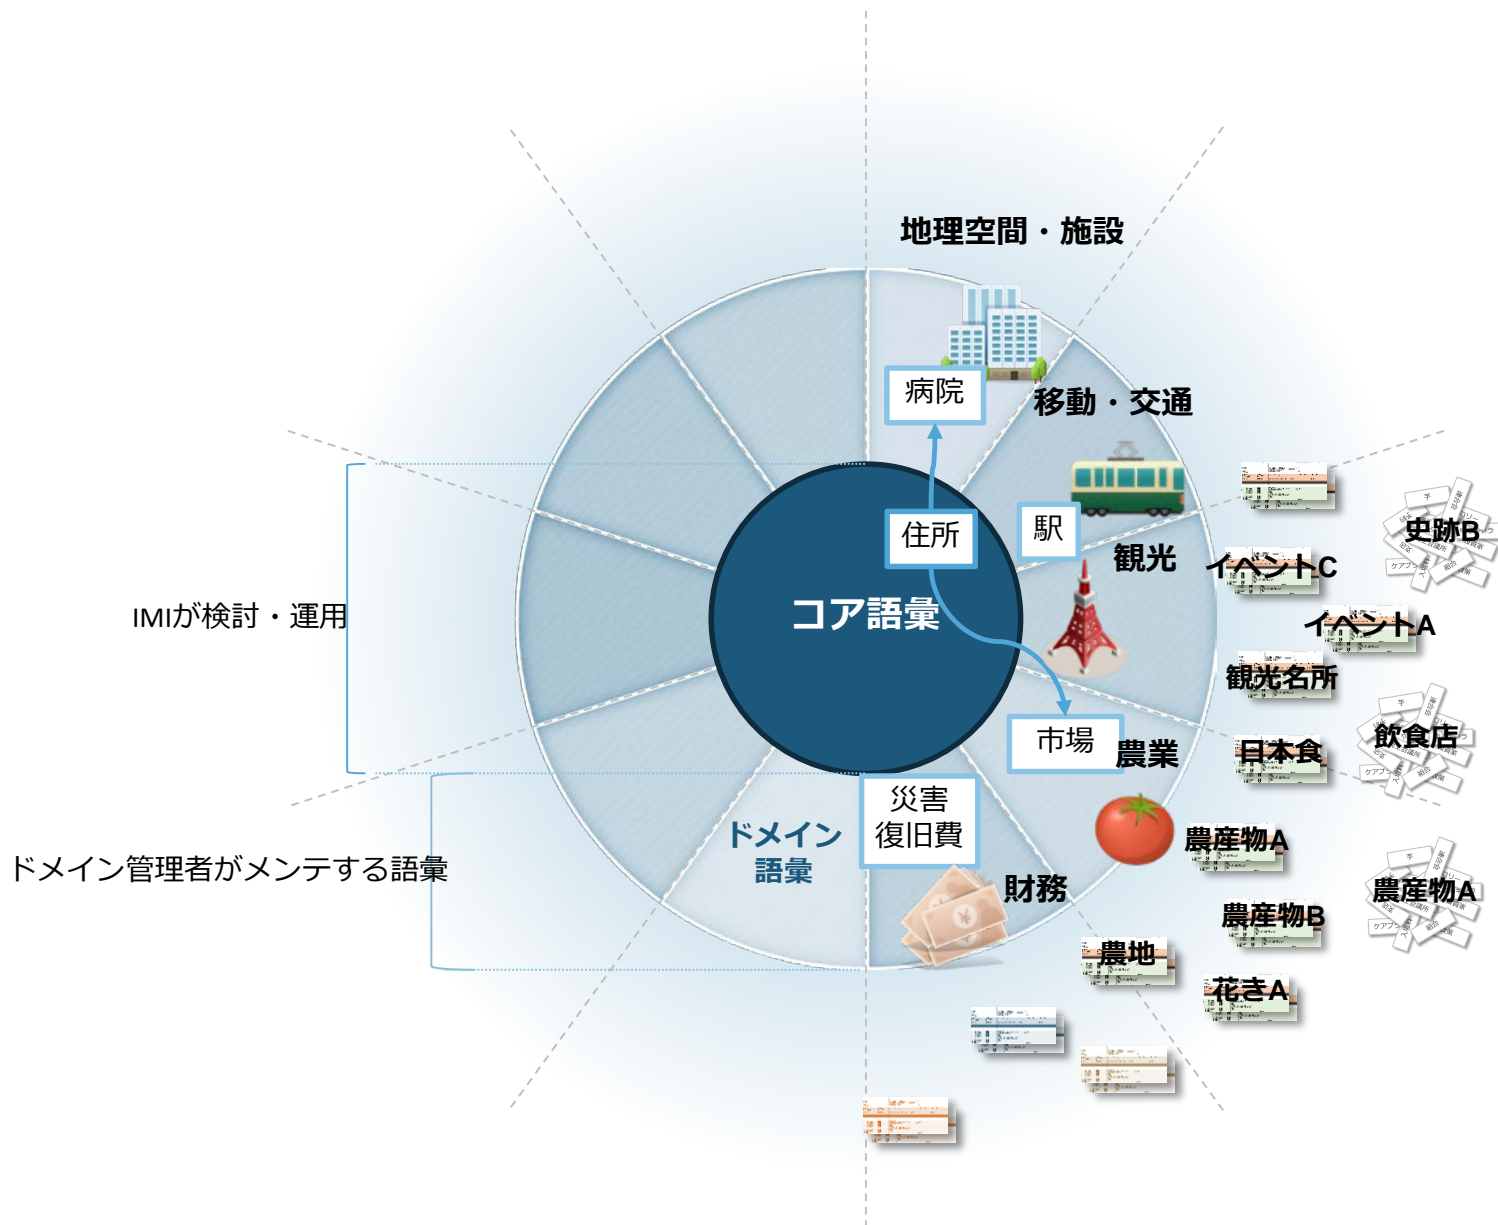 地理空間・施設
病院
移動・交通
住所
駅
観光
コア語彙
IMIが検討・運用
イベントC
史跡B
イベントA
観光名所
市場
農業
日本食
飲食店
災害
復旧費
ドメイン
語彙
ドメイン管理者がメンテする語彙
財務
農産物A
農産物B
農産物A
農地
花きA